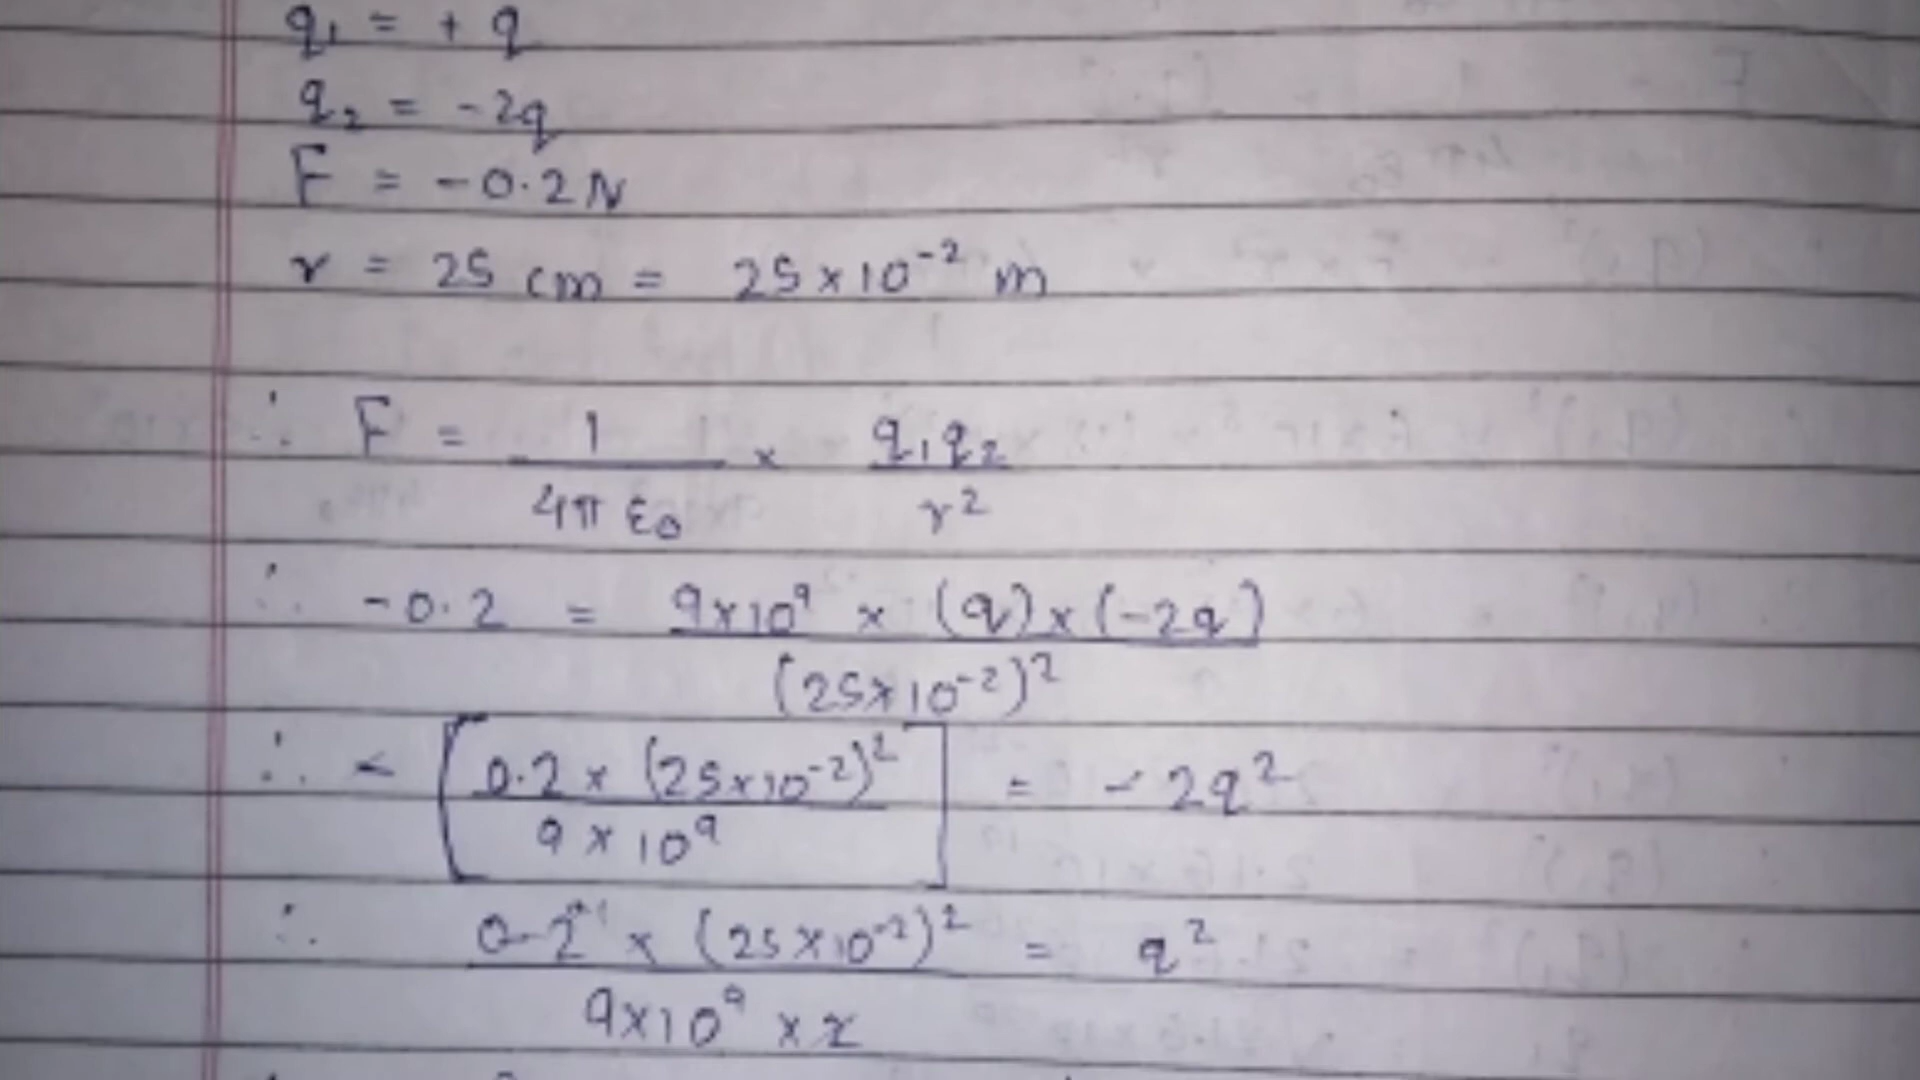 q₁ = + q
q₂ = - 2q
F = - 0.2 N
r = 25 cm = 25 × 10⁻² m
∴ F = 1/(4π ε₀) × q₁q₂/r²
∴ - 0.2 = 9×10⁹ × (q) × (-2q)/(25×10⁻²)²
∴ - [0.2 × (25×10⁻²)²/9 × 10⁹] = - 2q²
∴ 0.2 × (25×10⁻²)²/9×10⁹ × 2 = q²